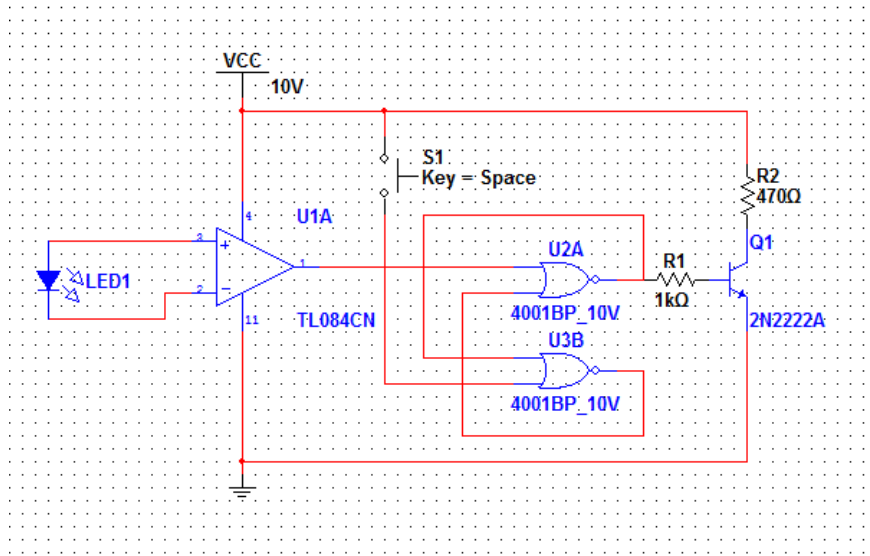 VCC
10V
S1
Key = Space
4
U1A
3
2
1
11
TL084CN
LED1
U2A
4001BP_10V
U3B
4001BP_10V
R1
1kΩ
R2
470Ω
Q1
2N2222A